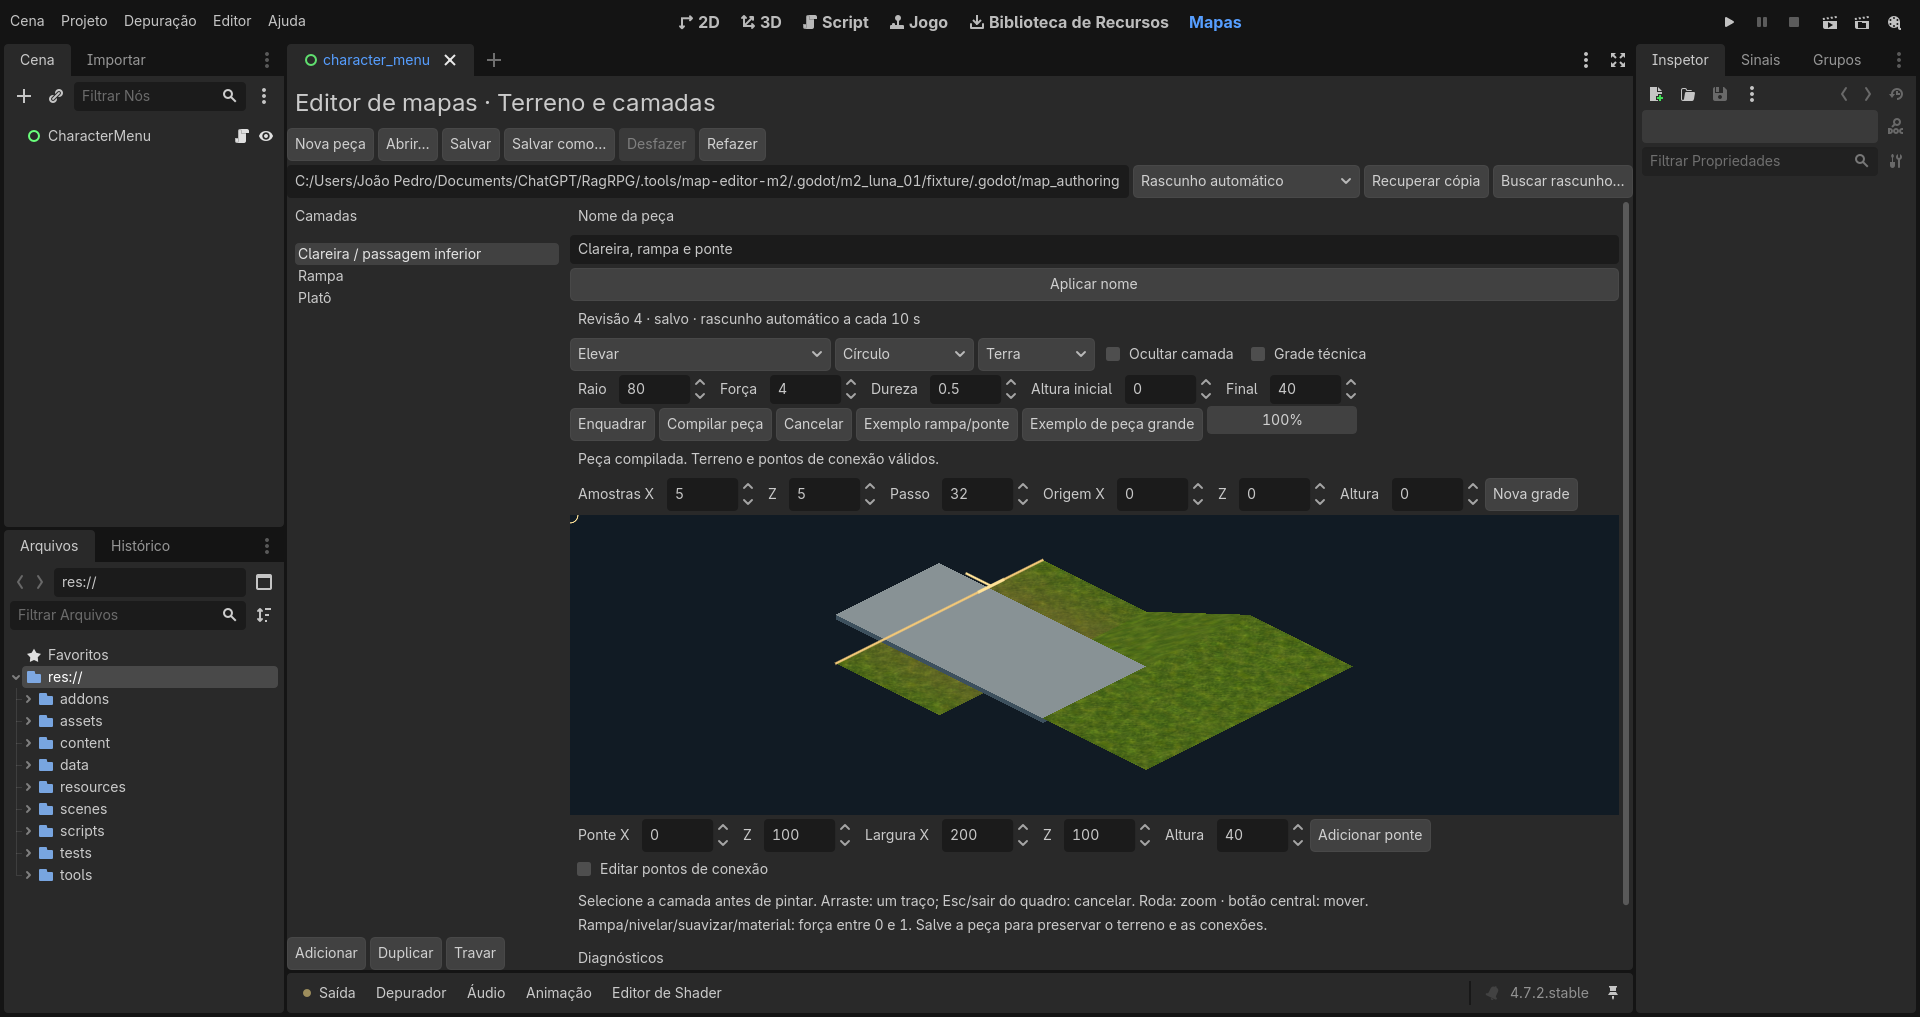 Cena Projeto Depuração Editor Ajuda
2D 3D Script Jogo Biblioteca de Recursos Mapas
Cena Importar
Filtrar Nós
CharacterMenu
Arquivos Histórico
res://
Filtrar Arquivos
Favoritos
res://
addons
assets
content
data
resources
scenes
scripts
tests
tools
character_menu
Editor de mapas · Terreno e camadas
Nova peça Abrir... Salvar Salvar como... Desfazer Refazer
C:/Users/João Pedro/Documents/ChatGPT/RagRPG/.tools/map-editor-m2/.godot/m2_luna_01/fixture/.godot/map_authoring Rascunho automático Recuperar cópia Buscar rascunho...
Camadas
Clareira / passagem inferior
Rampa
Platô
Adicionar Duplicar Travar
Nome da peça
Clareira, rampa e ponte
Aplicar nome
Revisão 4 · salvo · rascunho automático a cada 10 s
Elevar Círculo Terra Ocultar camada Grade técnica
Raio 80 Força 4 Dureza 0.5 Altura inicial 0 Final 40
Enquadrar Compilar peça Cancelar Exemplo rampa/ponte Exemplo de peça grande 100%
Peça compilada. Terreno e pontos de conexão válidos.
Amostras X 5 Z 5 Passo 32 Origem X 0 Z 0 Altura 0 Nova grade
Ponte X 0 Z 100 Largura X 200 Z 100 Altura 40 Adicionar ponte
Editar pontos de conexão
Selecione a camada antes de pintar. Arraste: um traço; Esc/sair do quadro: cancelar. Roda: zoom · botão central: mover.
Rampa/nivelar/suavizar/material: força entre 0 e 1. Salve a peça para preservar o terreno e as conexões.
Diagnósticos
Saída Depurador Áudio Animação Editor de Shader 4.7.2.stable
Inspetor Sinais Grupos
Filtrar Propriedades